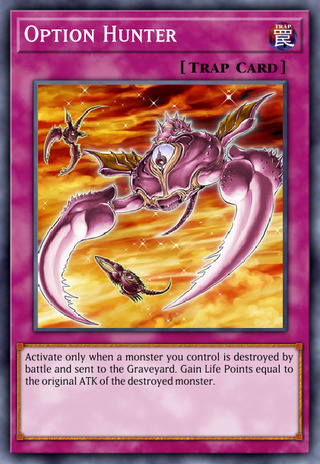 Option Hunter
TRAP
罠
[Trap Card]
Activate only when a monster you control is destroyed by
battle and sent to the Graveyard. Gain Life Points equal to
the original ATK of the destroyed monster.